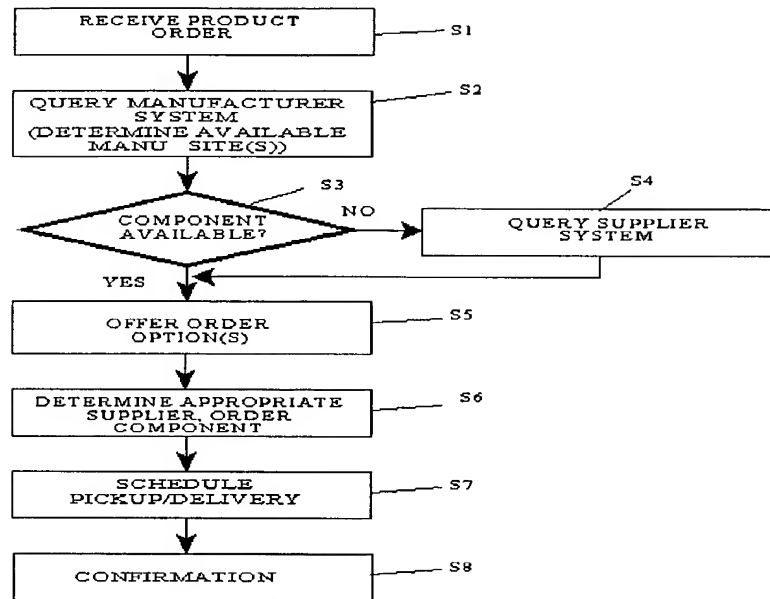 RECEIVE PRODUCT
ORDER
S1
QUERY MANUFACTURER
SYSTEM
(DETERMINE AVAILABLE
MANU SITE(S))
S2
COMPONENT
AVAILABLE?
S3
NO
QUERY SUPPLIER
SYSTEM
S4
YES
OFFER ORDER
OPTION(S)
S5
DETERMINE APPROPRIATE
SUPPLIER, ORDER
COMPONENT
S6
SCHEDULE
PICKUP/DELIVERY
S7
CONFIRMATION
S8